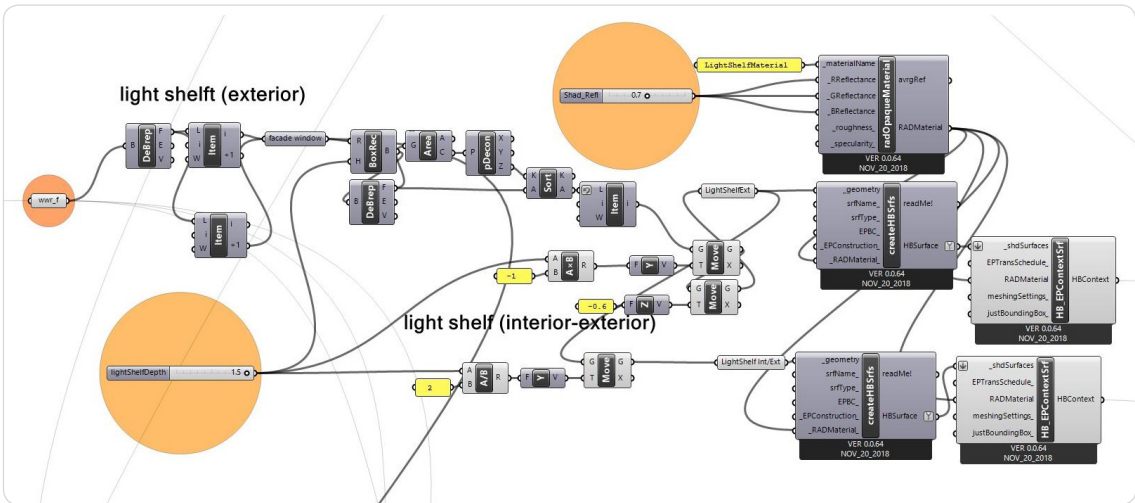 light shelft (exterior)
wwr_f
B
DeBrep
F
E
V
L
i
W
Item
i
+1
L
i
W
Item
i
+1
facade window
R
H
BoxRec
B
B
DeBrep
F
E
V
G
Area
A
C
P
pDecon
X
Y
Z
K
A
Sort
K
A
L
i
W
Item
i
Shad_Refl
0.7
LightShelfMaterial
_materialName
_RReflectance
_GReflectance
_BReflectance
_roughness_
_specularity_
radOpaqueMaterial
avrgRef
RADMaterial
VER 0.0.64
NOV_20_2018
-1
A
B
A×B
R
F
Y
V
G
T
Move
G
X
-0.6
F
Z
V
G
T
Move
G
X
LightShelfExt
_geometry
srfName_
srfType_
EPBC_
_EPConstruction_
_RADMaterial_
createHBSrfs
readMe!
HBSurface
Y
VER 0.0.64
NOV_20_2018
_shdSurfaces
EPTransSchedule_
RADMaterial_
meshingSettings_
justBoundingBox_
HB_EPContextSrf
HBContext
VER 0.0.64
NOV_20_2018
light shelf (interior-exterior)
lightShelfDepth
1.5
2
A
B
A/B
R
F
Y
V
G
T
Move
G
X
LightShelf Int/Ext
_geometry
srfName_
srfType_
EPBC_
_EPConstruction_
_RADMaterial_
createHBSrfs
readMe!
HBSurface
Y
VER 0.0.64
NOV_20_2018
_shdSurfaces
EPTransSchedule_
RADMaterial_
meshingSettings_
justBoundingBox_
HB_EPContextSrf
HBContext
VER 0.0.64
NOV_20_2018